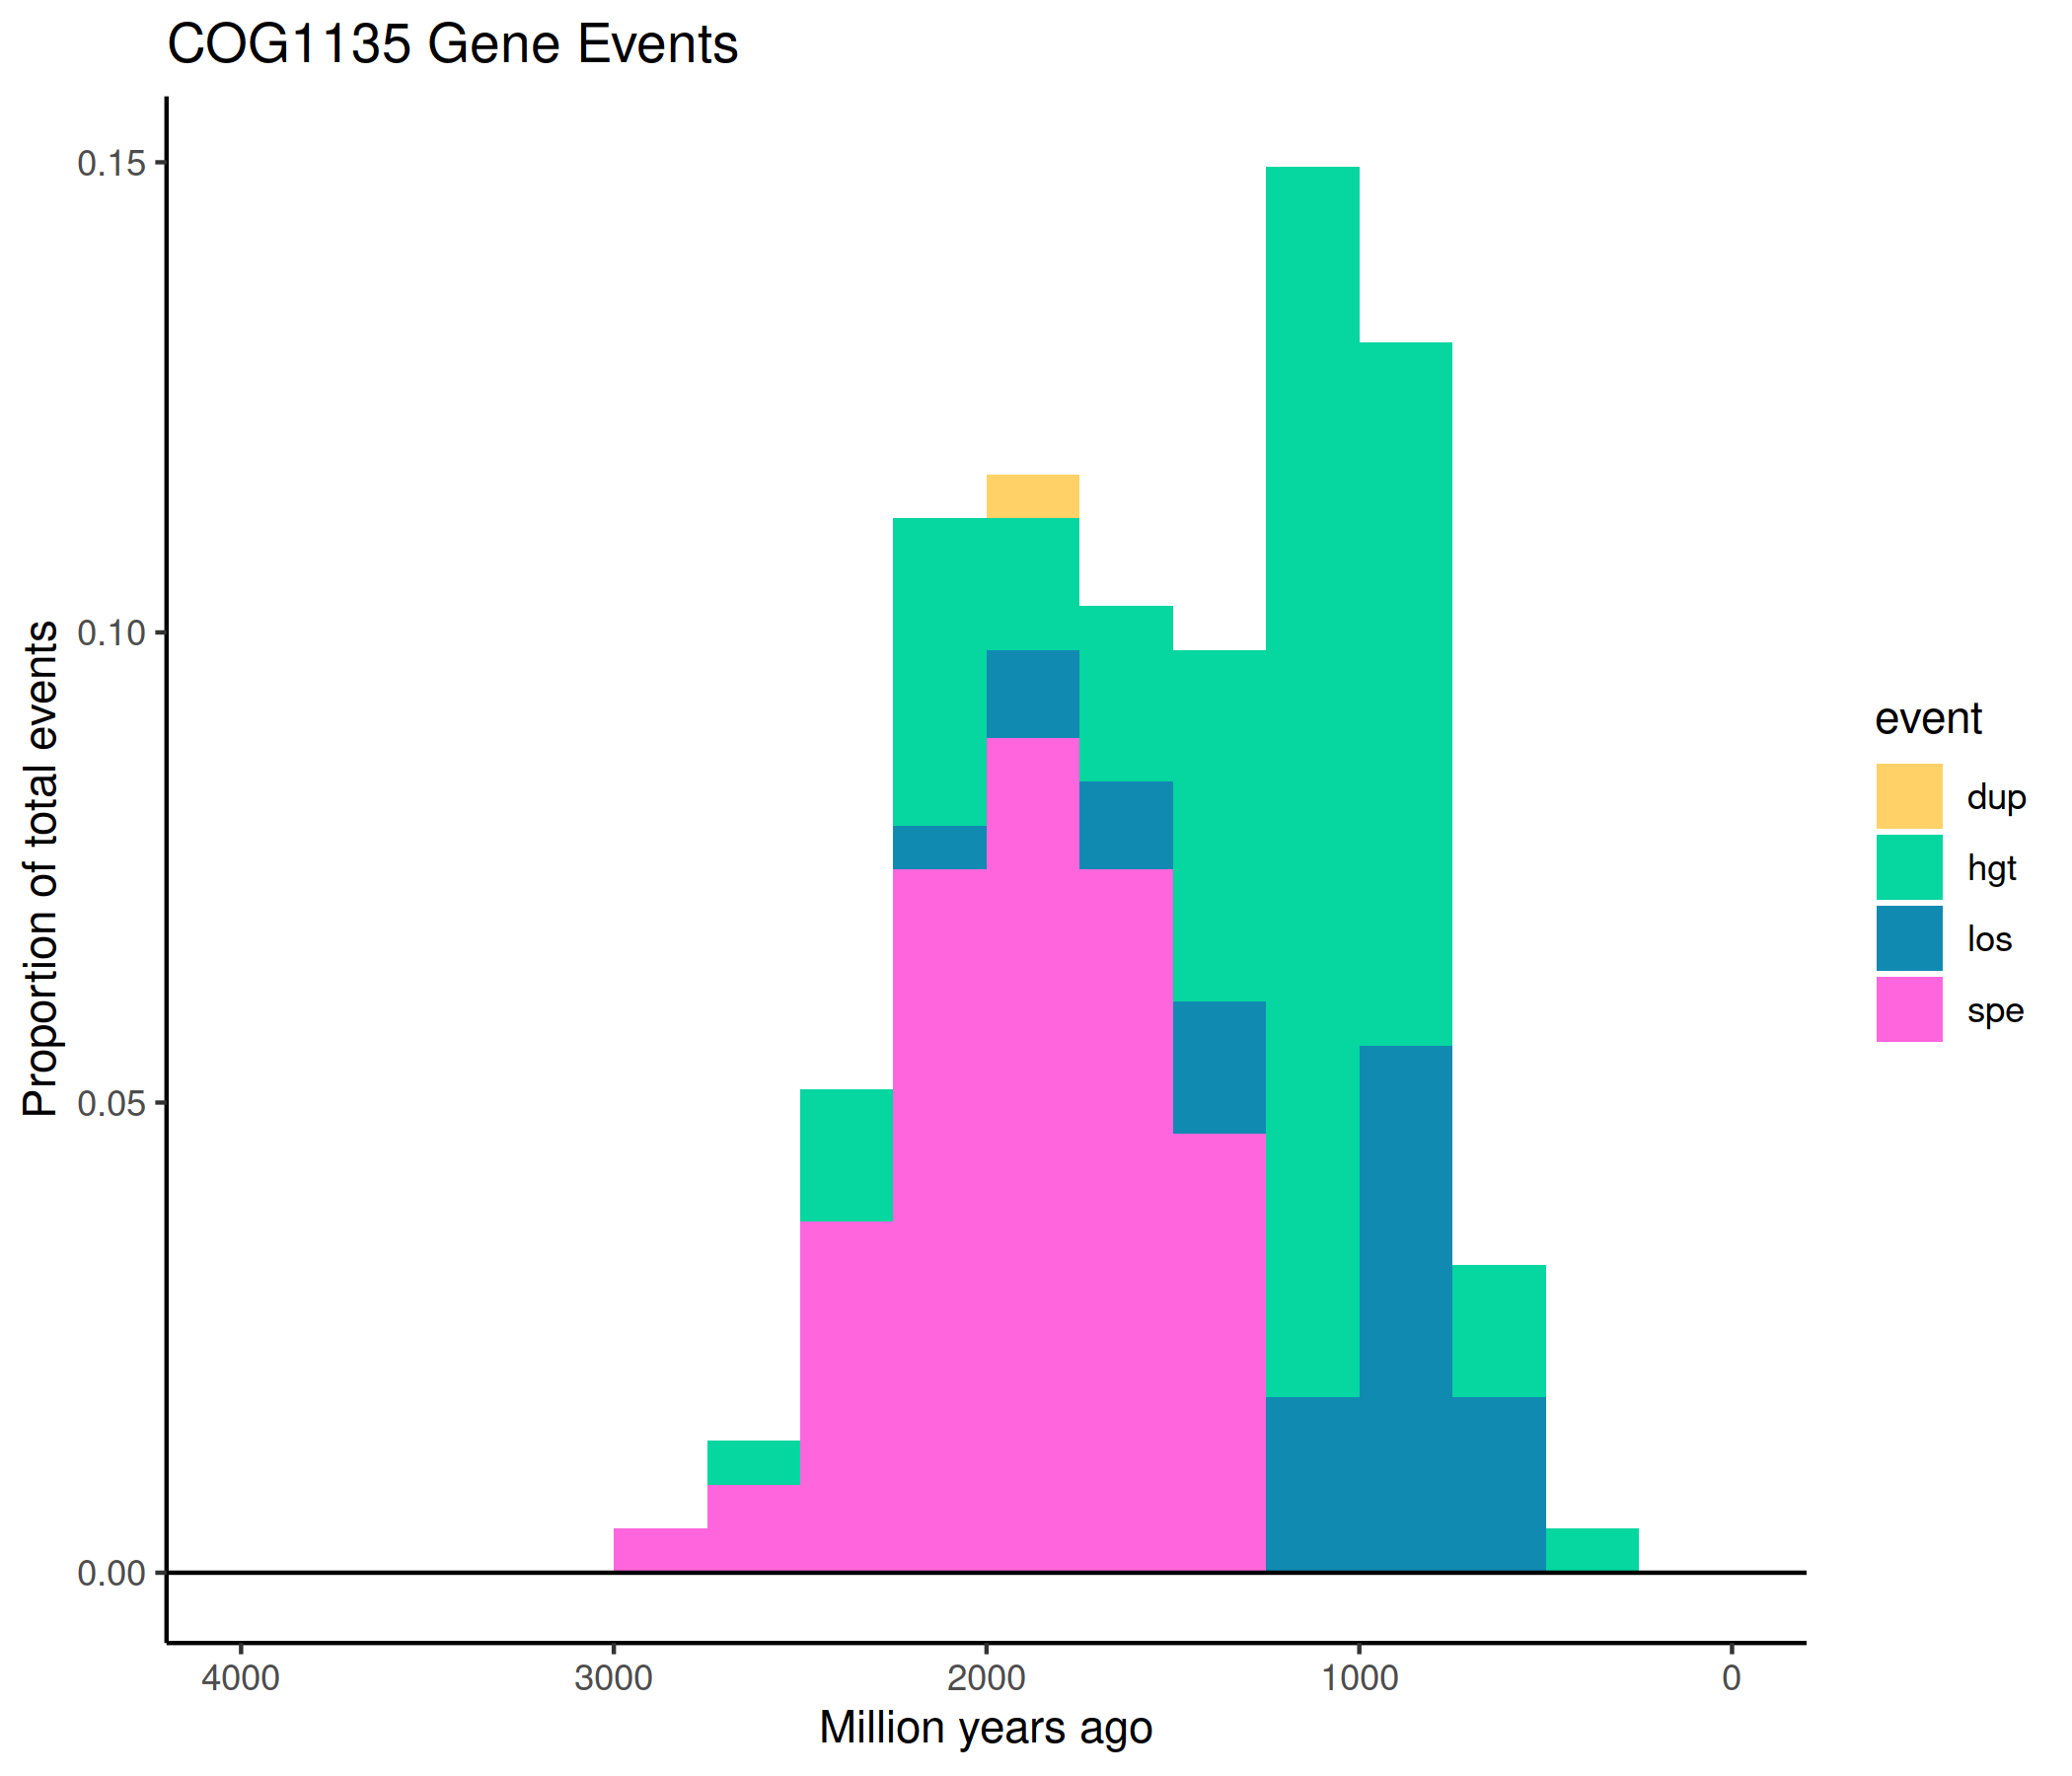 COG1135 Gene Events
0.15
0.10
0.05
0.00
Proportion of total events
4000 3000 2000 1000 0
Million years ago
event
dup
hgt
los
spe